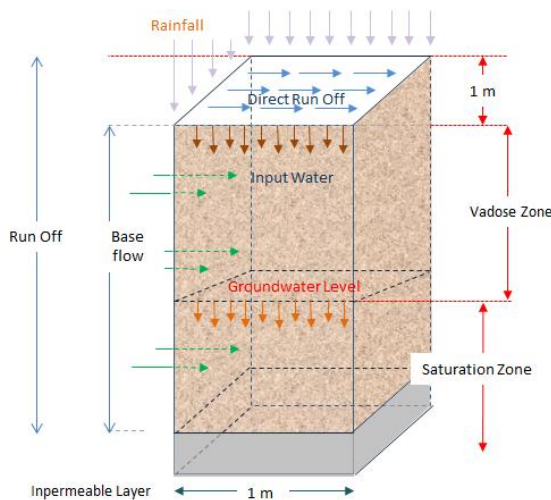 Rainfall
Direct Run Off
1 m
Input Water
Vadose Zone
Run Off
Base
flow
Groundwater Level
Saturation Zone
Inpermeable Layer
1 m